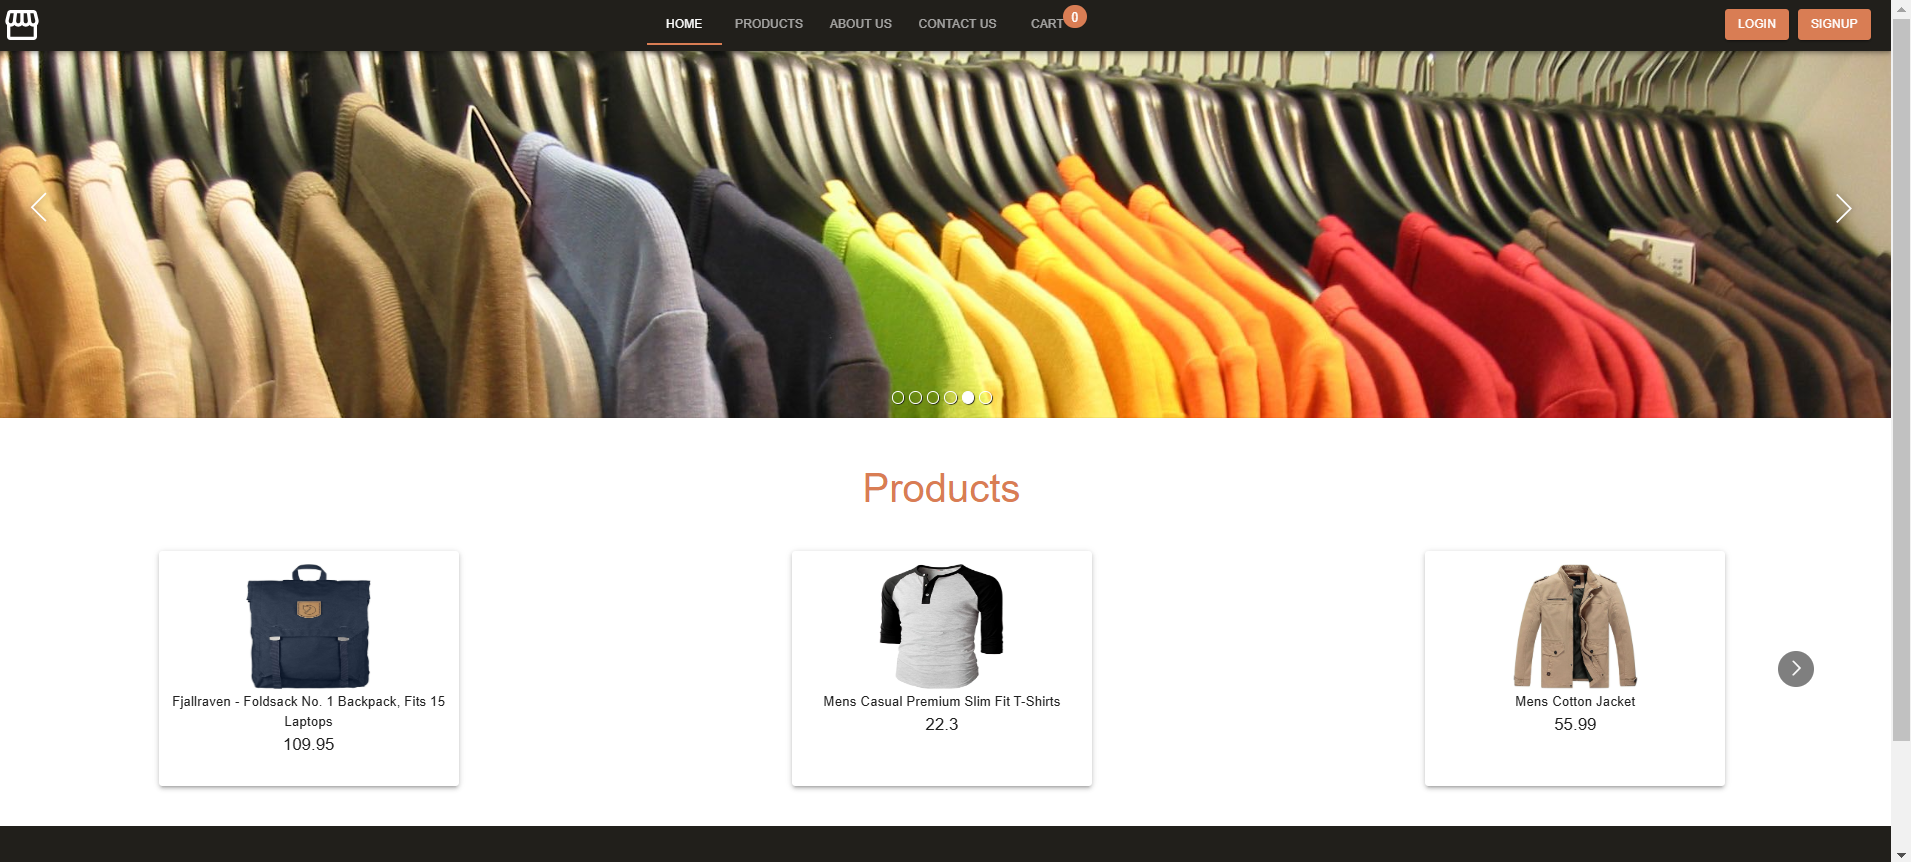 HOME PRODUCTS ABOUT US CONTACT US CART 0 LOGIN SIGNUP
Products
Fjallraven - Foldsack No. 1 Backpack, Fits 15
Laptops
109.95
Mens Casual Premium Slim Fit T-Shirts
22.3
Mens Cotton Jacket
55.99